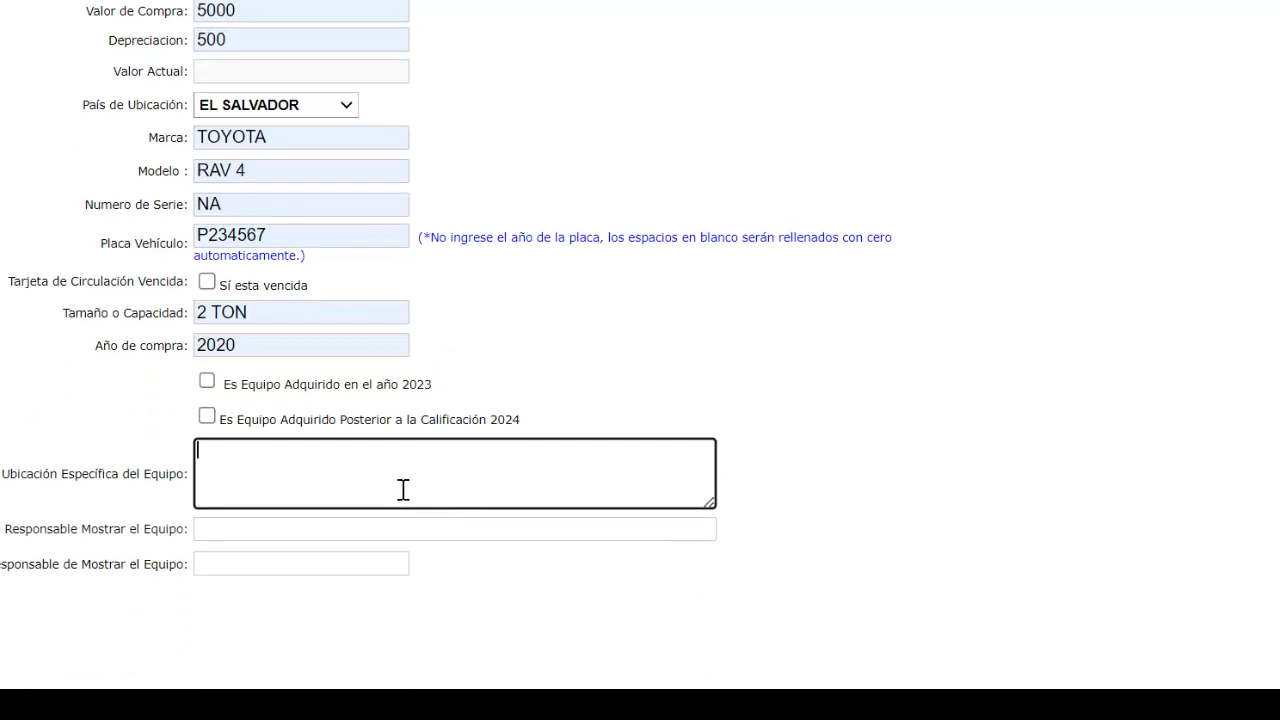 Valor de Compra: 5000
Depreciacion: 500
Valor Actual:
País de Ubicación: EL SALVADOR
Marca: TOYOTA
Modelo : RAV 4
Numero de Serie: NA
Placa Vehículo: P234567 (*No ingrese el año de la placa, los espacios en blanco serán rellenados con cero
automaticamente.)
Tarjeta de Circulación Vencida: Sí esta vencida
Tamaño o Capacidad: 2 TON
Año de compra: 2020
Es Equipo Adquirido en el año 2023
Es Equipo Adquirido Posterior a la Calificación 2024
Ubicación Específica del Equipo:
Responsable Mostrar el Equipo:
sponsable de Mostrar el Equipo: